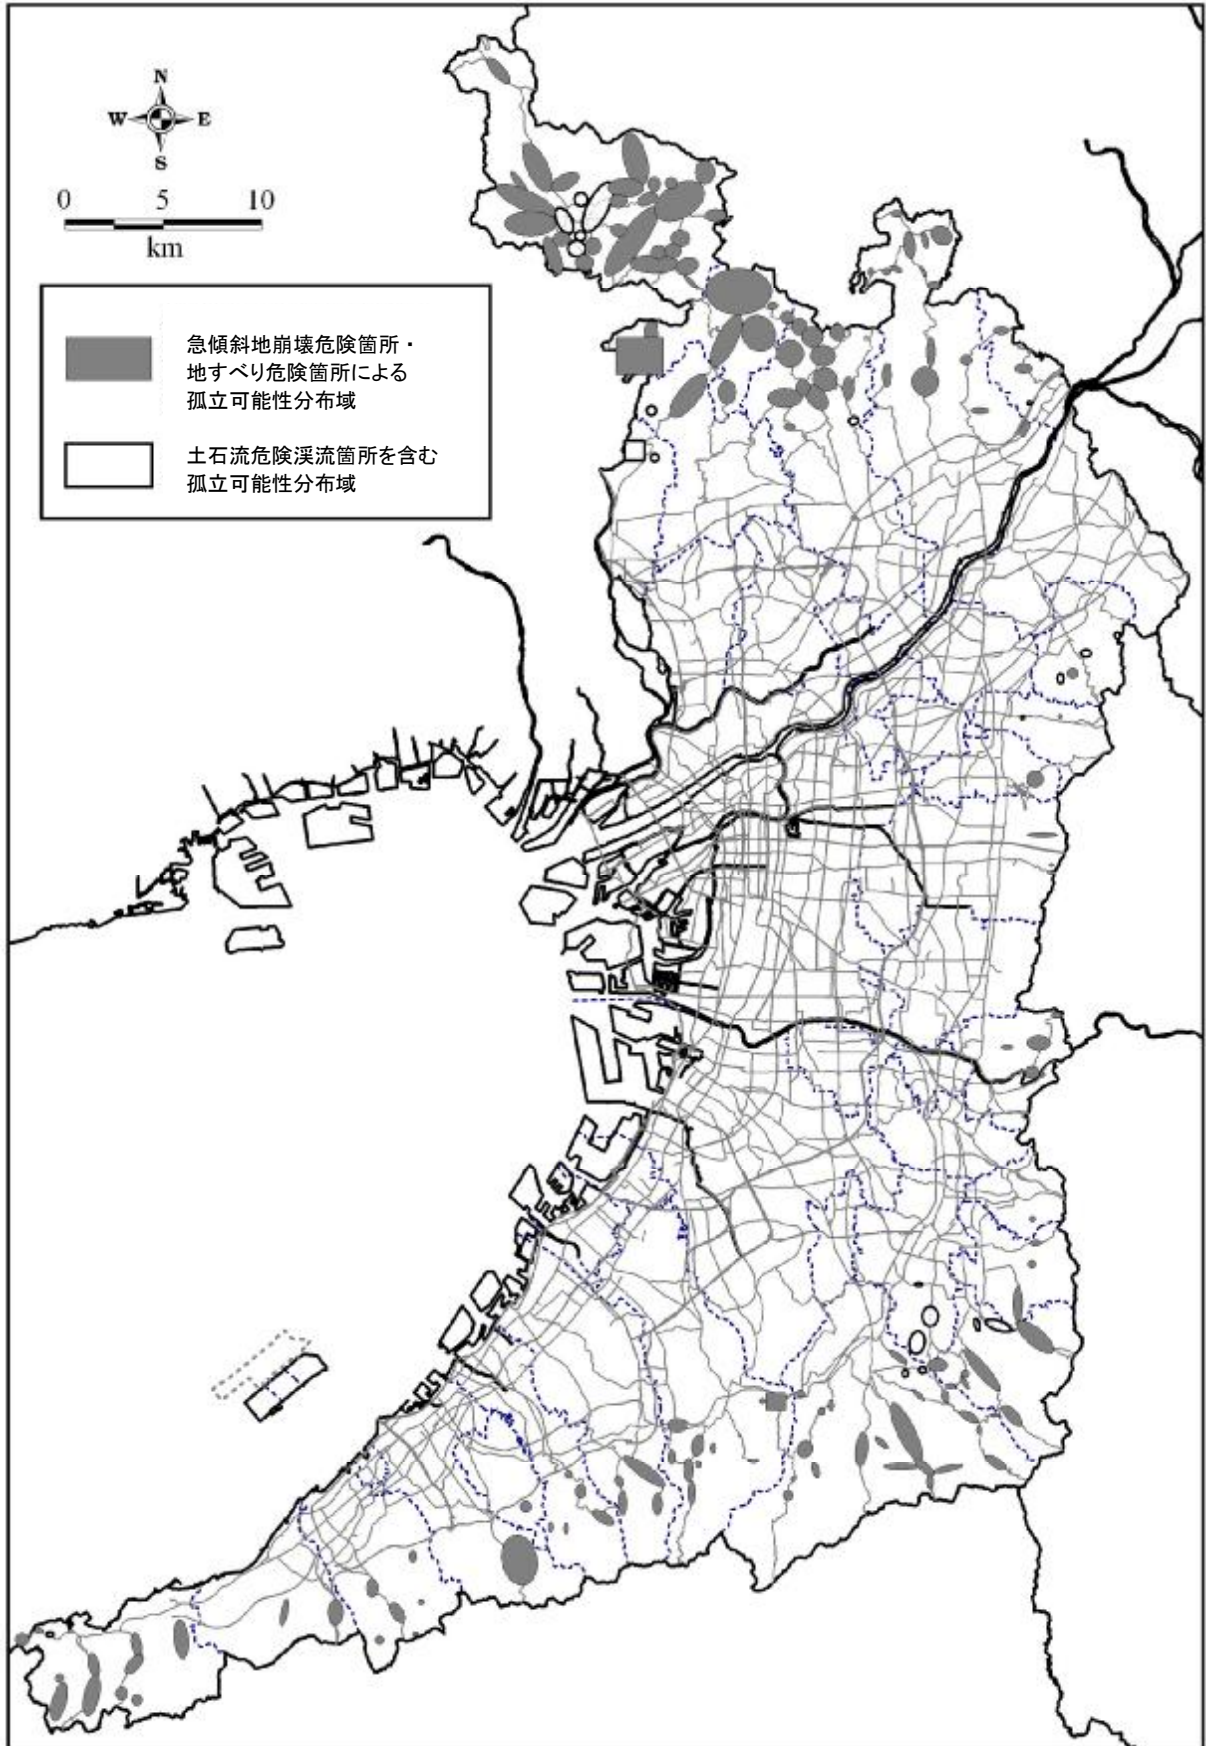 N
W E
S
0 5 10
km
急傾斜地崩壊危険箇所・
地すべり危険箇所による
孤立可能性分布域
土石流危険渓流箇所を含む
孤立可能性分布域